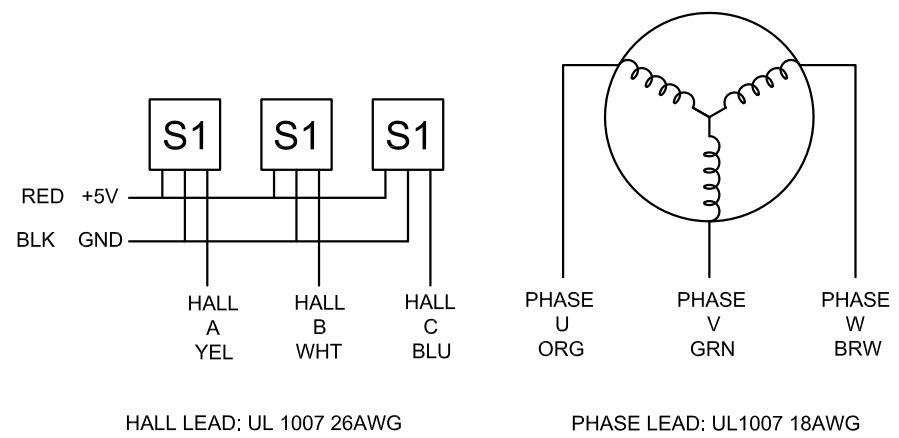 S1 S1 S1
RED +5V
BLK GND
HALL
A
YEL
HALL
B
WHT
HALL
C
BLU
PHASE
U
ORG
PHASE
V
GRN
PHASE
W
BRW
HALL LEAD: UL 1007 26AWG
PHASE LEAD: UL1007 18AWG